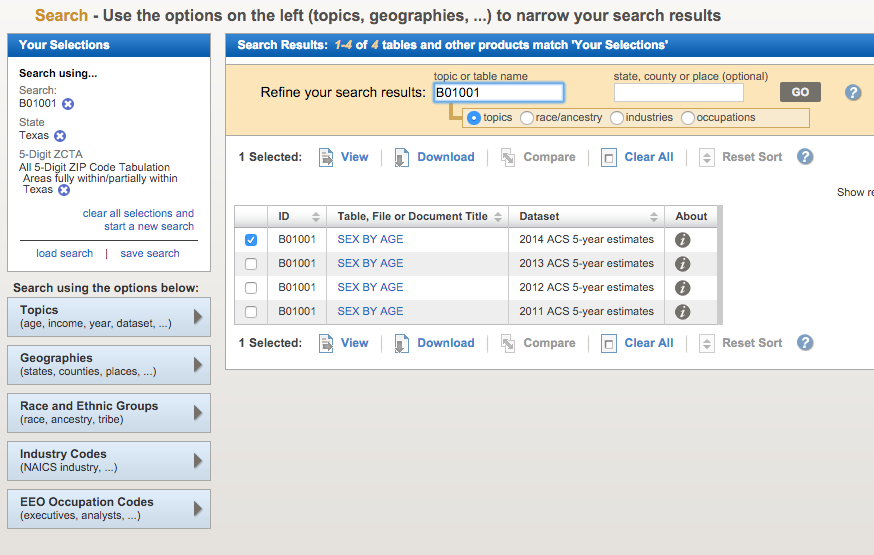 Search - Use the options on the left (topics, geographies, ...) to narrow your search results
Your Selections
Search using...
Search:
B01001
State
Texas
5-Digit ZCTA
All 5-Digit ZIP Code Tabulation
Areas fully within/partially within
Texas
clear all selections and
start a new search
load search | save search
Search using the options below:
Topics
(age, income, year, dataset, ...)
Geographies
(states, counties, places, ...)
Race and Ethnic Groups
(race, ancestry, tribe)
Industry Codes
(NAICS industry, ...)
EEO Occupation Codes
(executives, analysts, ...)
Search Results: 1-4 of 4 tables and other products match 'Your Selections'
topic or table name
state, county or place (optional)
Refine your search results: B01001 GO ?
topics race/ancestry industries occupations
1 Selected: View Download Compare Clear All Reset Sort ?
Show re
ID Table, File or Document Title Dataset About
B01001 SEX BY AGE 2014 ACS 5-year estimates i
B01001 SEX BY AGE 2013 ACS 5-year estimates i
B01001 SEX BY AGE 2012 ACS 5-year estimates i
B01001 SEX BY AGE 2011 ACS 5-year estimates i
1 Selected: View Download Compare Clear All Reset Sort ?